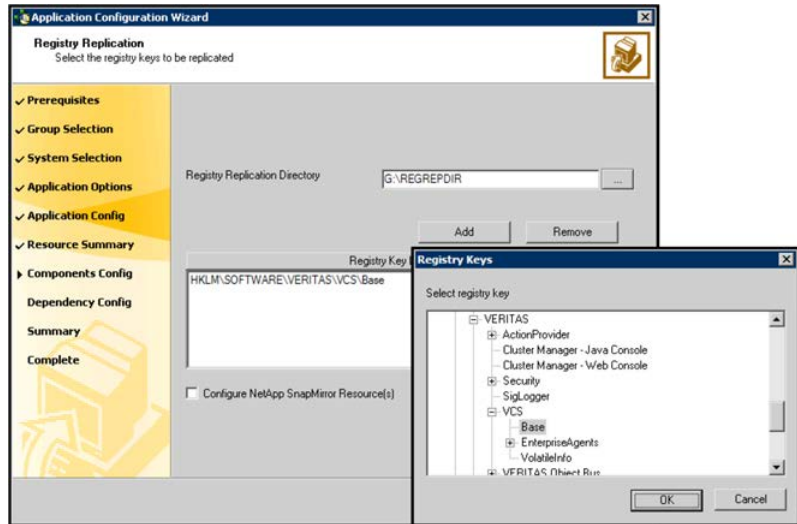 Application Configuration Wizard
Registry Replication
Select the registry keys to be replicated
Prerequisites
Group Selection
System Selection
Application Options
Application Config
Resource Summary
Components Config
Dependency Config
Summary
Complete
Registry Replication Directory
G:\REGREPDIR
...
Add
Remove
Registry Key
HKLM\SOFTWARE\VERITAS\VCS\Base
Configure NetApp SnapMirror Resource(s)
Registry Keys
Select registry key
VERITAS
ActionProvider
Cluster Manager - Java Console
Cluster Manager - Web Console
Security
SigLogger
VCS
Base
EnterpriseAgents
VolatileInfo
VERITAS Object Bus
OK
Cancel